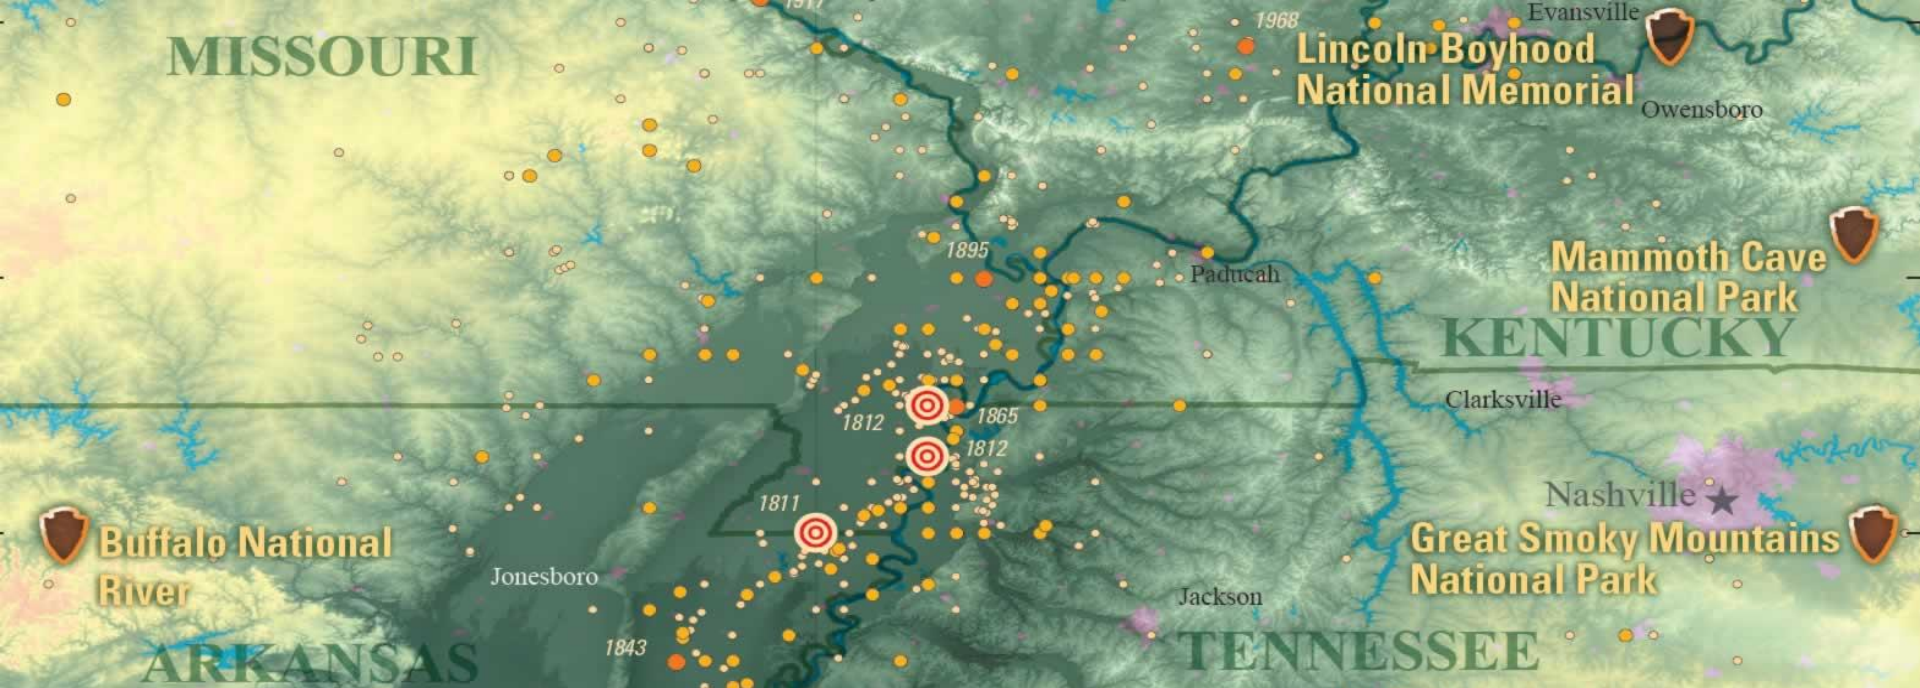 1917
1968
Evansville
MISSOURI
Lincoln Boyhood
National Memorial
Owensboro
1895
Paducah
Mammoth Cave
National Park
KENTUCKY
Clarksville
1812
1865
1812
Nashville
1811
Great Smoky Mountains
National Park
Buffalo National
River
Jonesboro
Jackson
1843
ARKANSAS
TENNESSEE